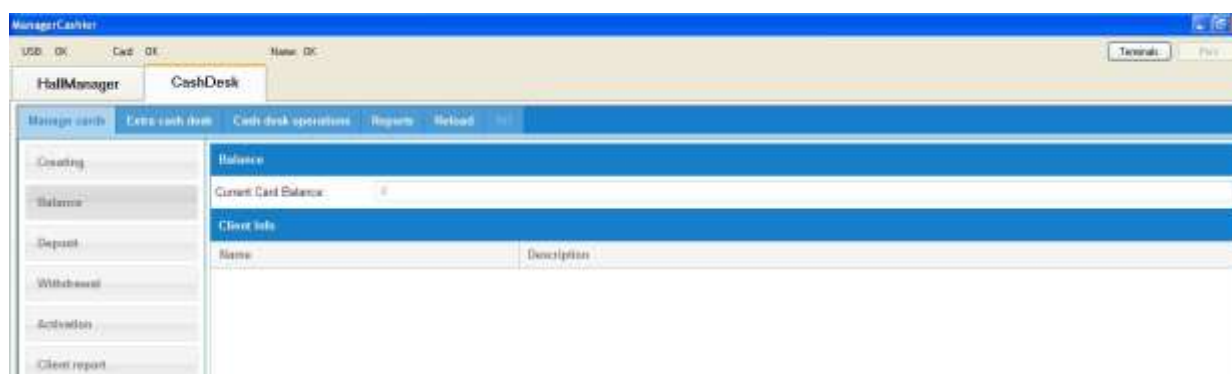 ManagerCashier
USB: OK Card: OK Name: OK Terminals
HallManager CashDesk
Manage cards Extra cash desk Cash desk operations Reports Reload
Creating
Balance
Deposit
Withdrawal
Activation
Client report
Balance
Current Card Balance
Client Info
Name Description